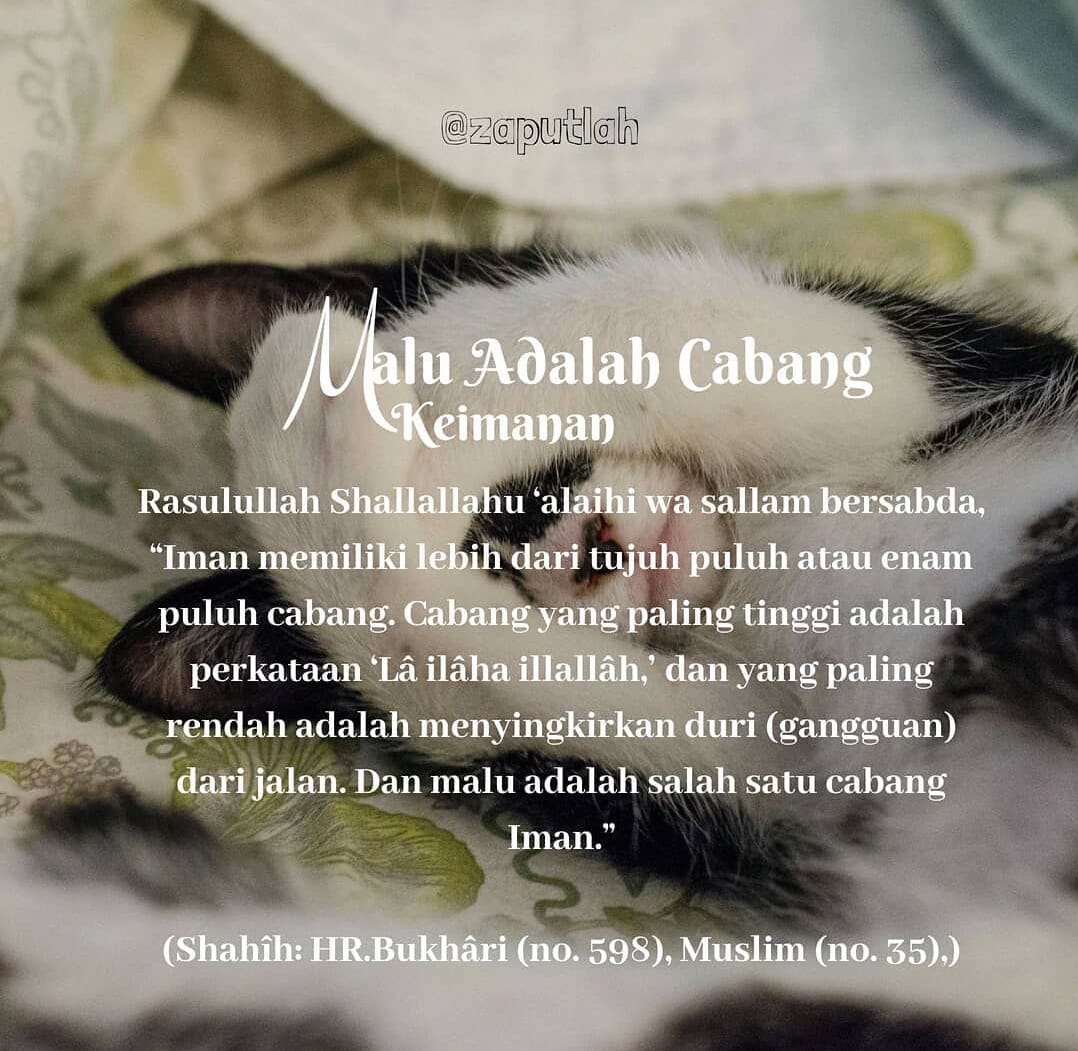 @zaputlah
Malu Adalah Cabang
Keimanan
Rasulullah Shallallahu ‘alaihi wa sallam bersabda,
“Iman memiliki lebih dari tujuh puluh atau enam
puluh cabang. Cabang yang paling tinggi adalah
perkataan ‘Lâ ilâha illallâh,’ dan yang paling
rendah adalah menyingkirkan duri (gangguan)
dari jalan. Dan malu adalah salah satu cabang
Iman.”
(Shahîh: HR.Bukhâri (no. 598), Muslim (no. 35),)